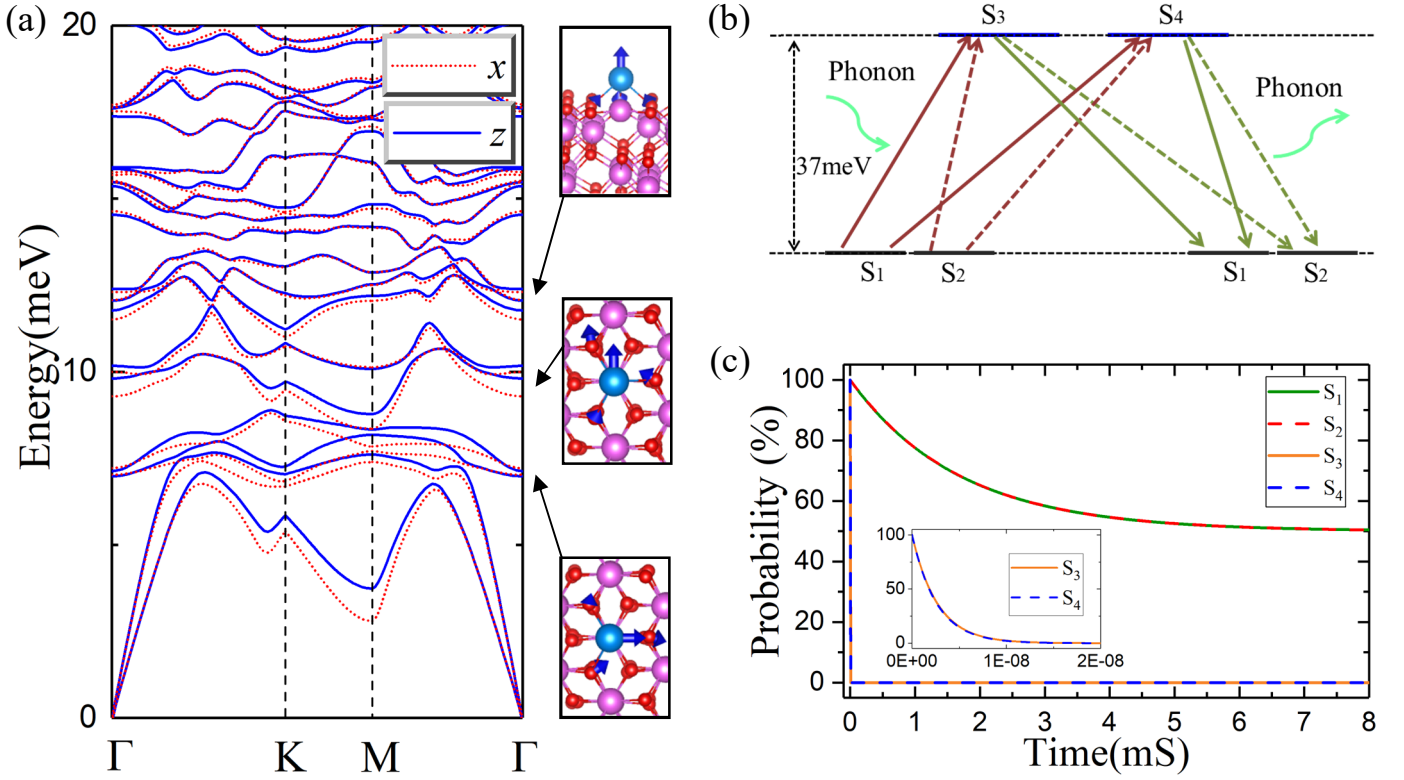 (a)
20
10
0
Energy(meV)
x
z
Γ
K
M
Γ
(b)
S3
S4
Phonon
Phonon
37meV
S1
S2
S1
S2
(c)
100
80
60
40
20
0
Probability (%)
S1
S2
S3
S4
100
50
0
S3
S4
0E+00
1E-08
2E-08
0
1
2
3
4
5
6
7
8
Time(mS)